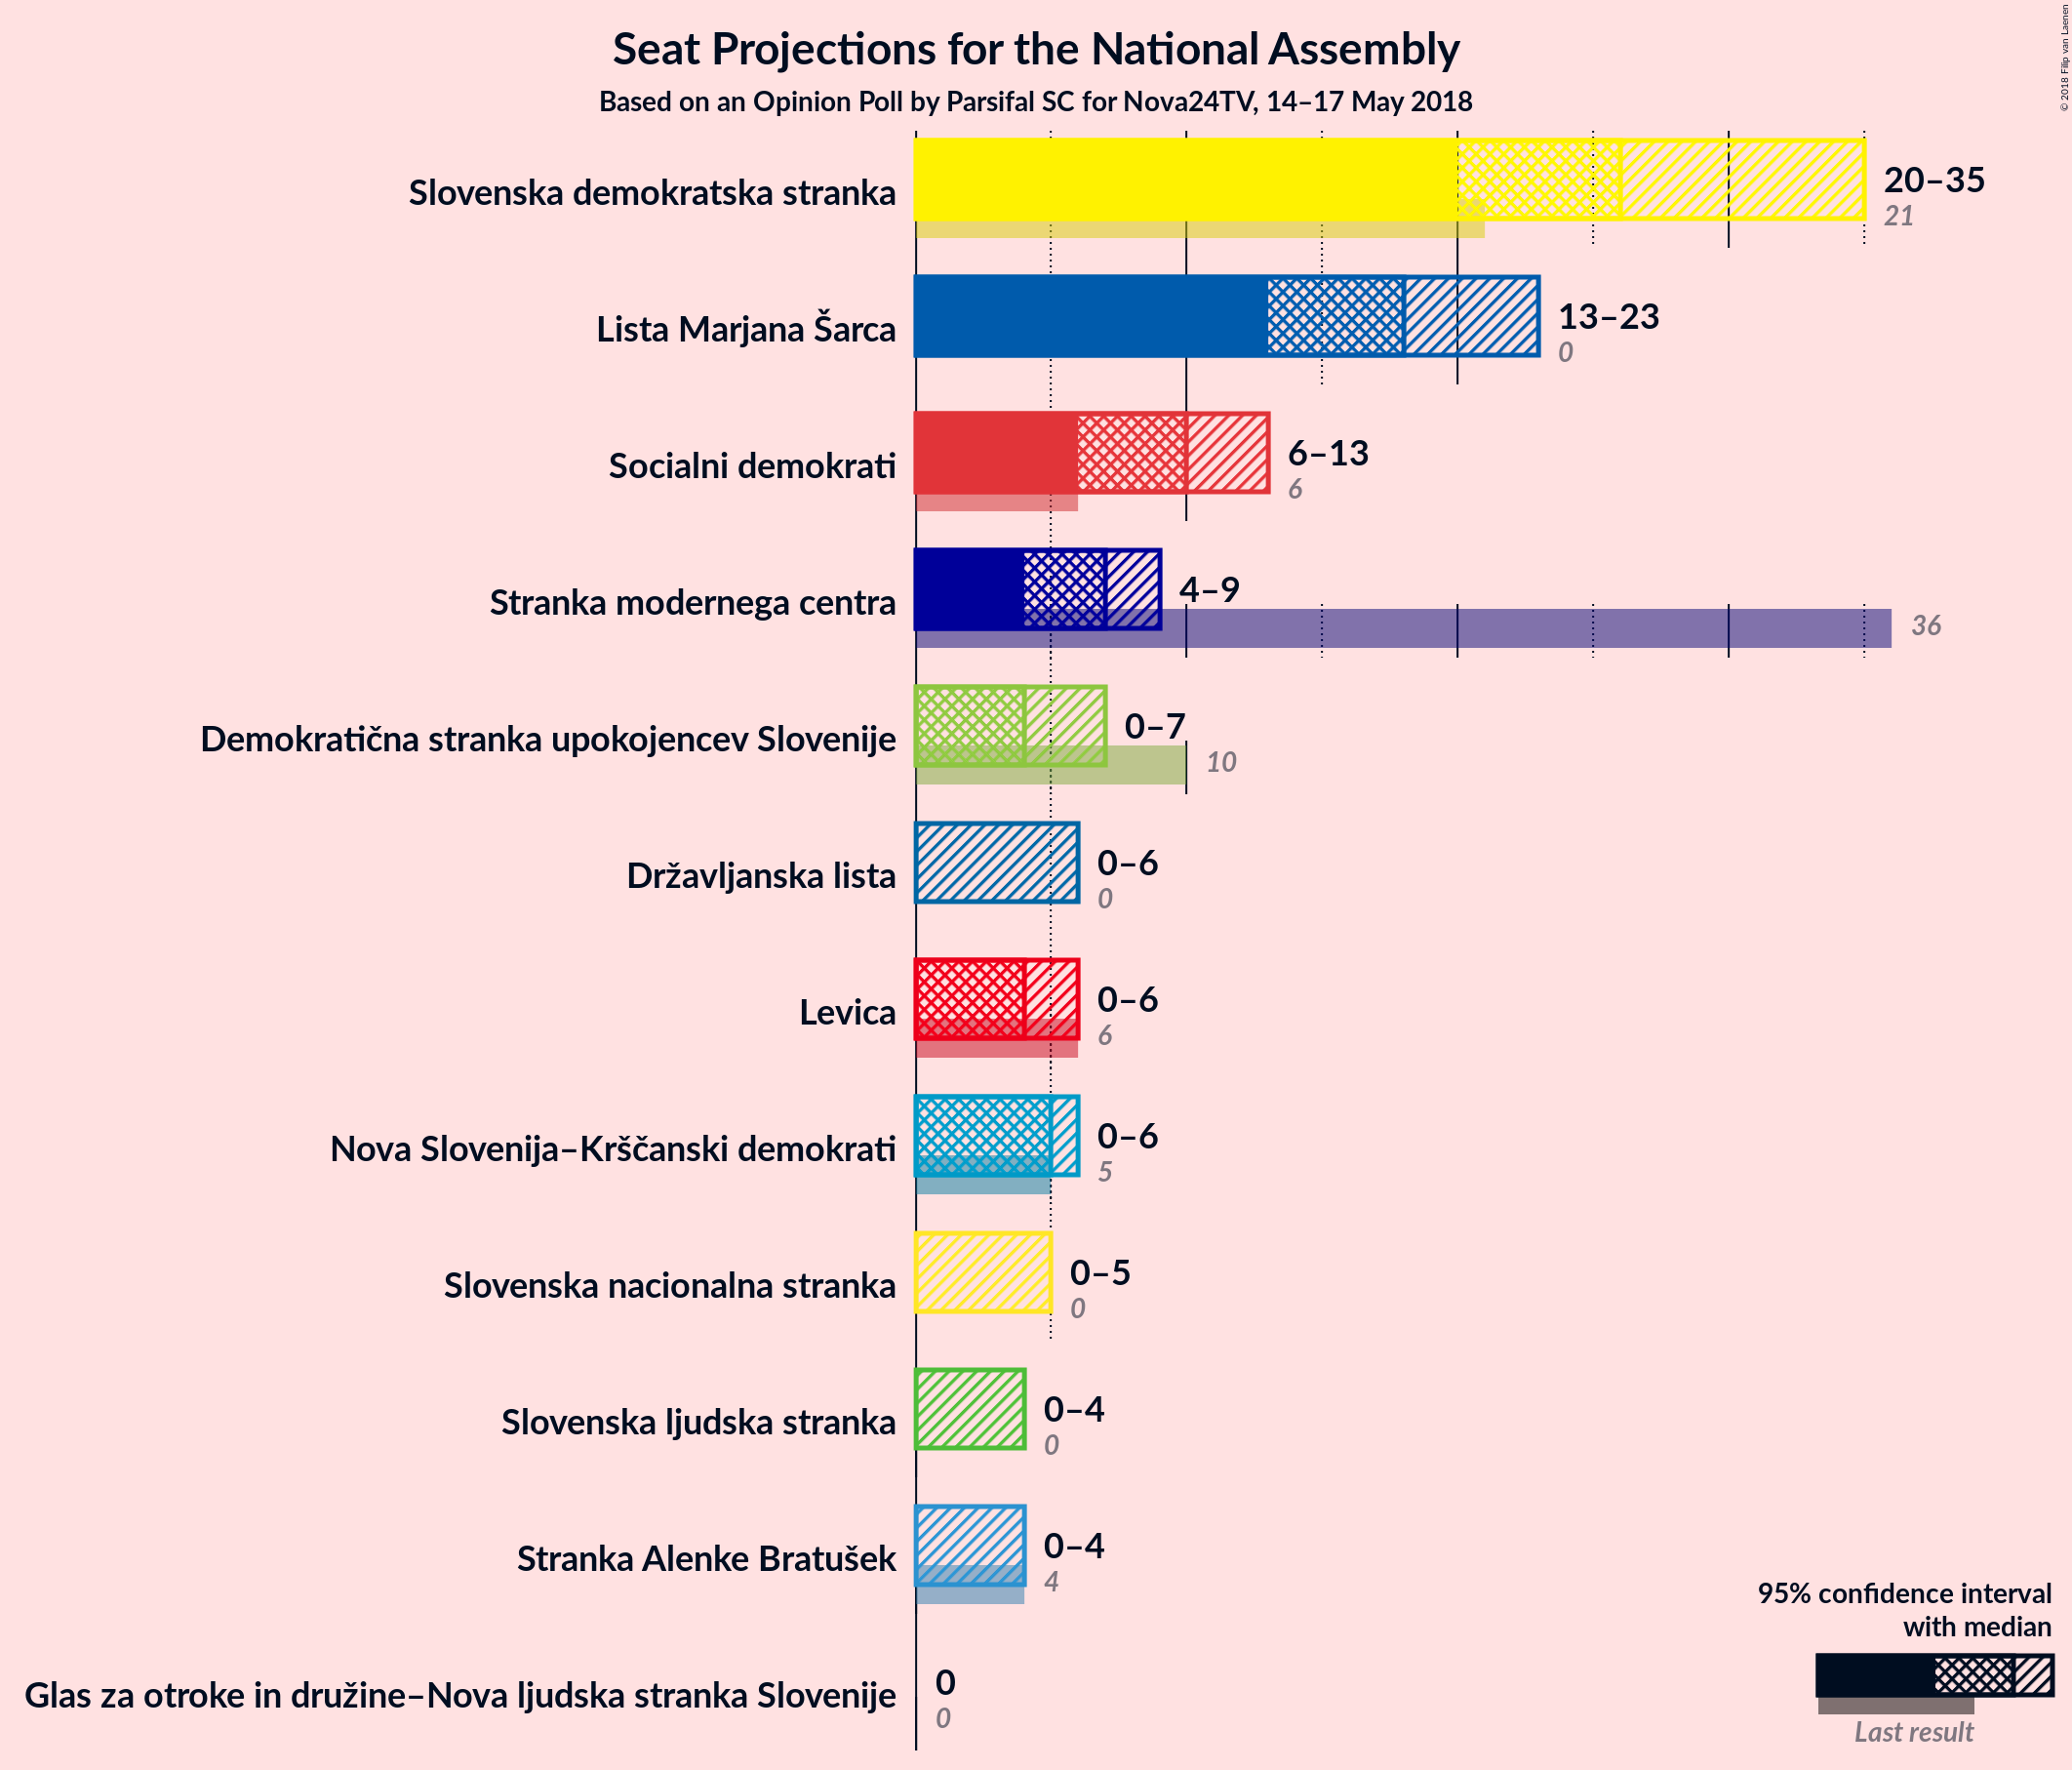 Seat Projections for the National Assembly
Based on an Opinion Poll by Parsifal SC for Nova24TV, 14–17 May 2018
© 2018 Filip van Laenen
Slovenska demokratska stranka
20–35
21
Lista Marjana Šarca
13–23
0
Socialni demokrati
6–13
6
Stranka modernega centra
4–9
36
Demokratična stranka upokojencev Slovenije
0–7
10
Državljanska lista
0–6
0
Levica
0–6
6
Nova Slovenija–Krščanski demokrati
0–6
5
Slovenska nacionalna stranka
0–5
0
Slovenska ljudska stranka
0–4
0
Stranka Alenke Bratušek
0–4
4
Glas za otroke in družine–Nova ljudska stranka Slovenije
0
0
95% confidence interval
with median
Last result